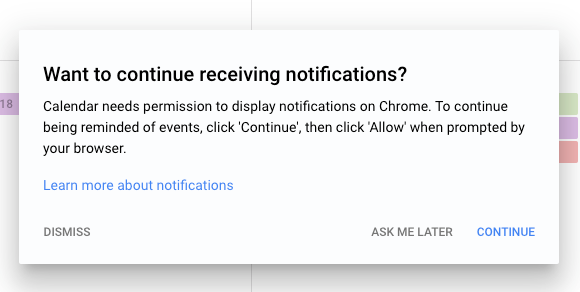 Want to continue receiving notifications?
18
Calendar needs permission to display notifications on Chrome. To continue
being reminded of events, click 'Continue', then click 'Allow' when prompted by
your browser.
Learn more about notifications
DISMISS ASK ME LATER CONTINUE